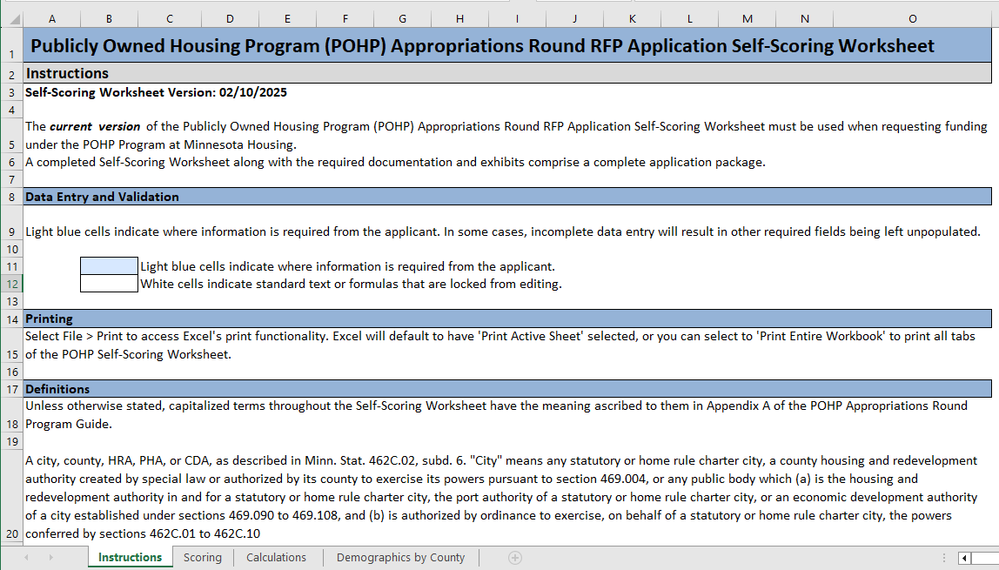 A B C D E F G H I J K L M N O
1 Publicly Owned Housing Program (POHP) Appropriations Round RFP Application Self-Scoring Worksheet
2 Instructions
3 Self-Scoring Worksheet Version: 02/10/2025
4
The current version of the Publicly Owned Housing Program (POHP) Appropriations Round RFP Application Self-Scoring Worksheet must be used when requesting funding
5 under the POHP Program at Minnesota Housing.
6 A completed Self-Scoring Worksheet along with the required documentation and exhibits comprise a complete application package.
7
8 Data Entry and Validation
9 Light blue cells indicate where information is required from the applicant. In some cases, incomplete data entry will result in other required fields being left unpopulated.
10
11 Light blue cells indicate where information is required from the applicant.
12 White cells indicate standard text or formulas that are locked from editing.
13
14 Printing
Select File > Print to access Excel's print functionality. Excel will default to have 'Print Active Sheet' selected, or you can select to 'Print Entire Workbook' to print all tabs
15 of the POHP Self-Scoring Worksheet.
16
17 Definitions
Unless otherwise stated, capitalized terms throughout the Self-Scoring Worksheet have the meaning ascribed to them in Appendix A of the POHP Appropriations Round
18 Program Guide.
19
A city, county, HRA, PHA, or CDA, as described in Minn. Stat. 462C.02, subd. 6. "City" means any statutory or home rule charter city, a county housing and redevelopment
authority created by special law or authorized by its county to exercise its powers pursuant to section 469.004, or any public body which (a) is the housing and
redevelopment authority in and for a statutory or home rule charter city, the port authority of a statutory or home rule charter city, or an economic development authority
of a city established under sections 469.090 to 469.108, and (b) is authorized by ordinance to exercise, on behalf of a statutory or home rule charter city, the powers
20 conferred by sections 462C.01 to 462C.10
Instructions Scoring Calculations Demographics by County